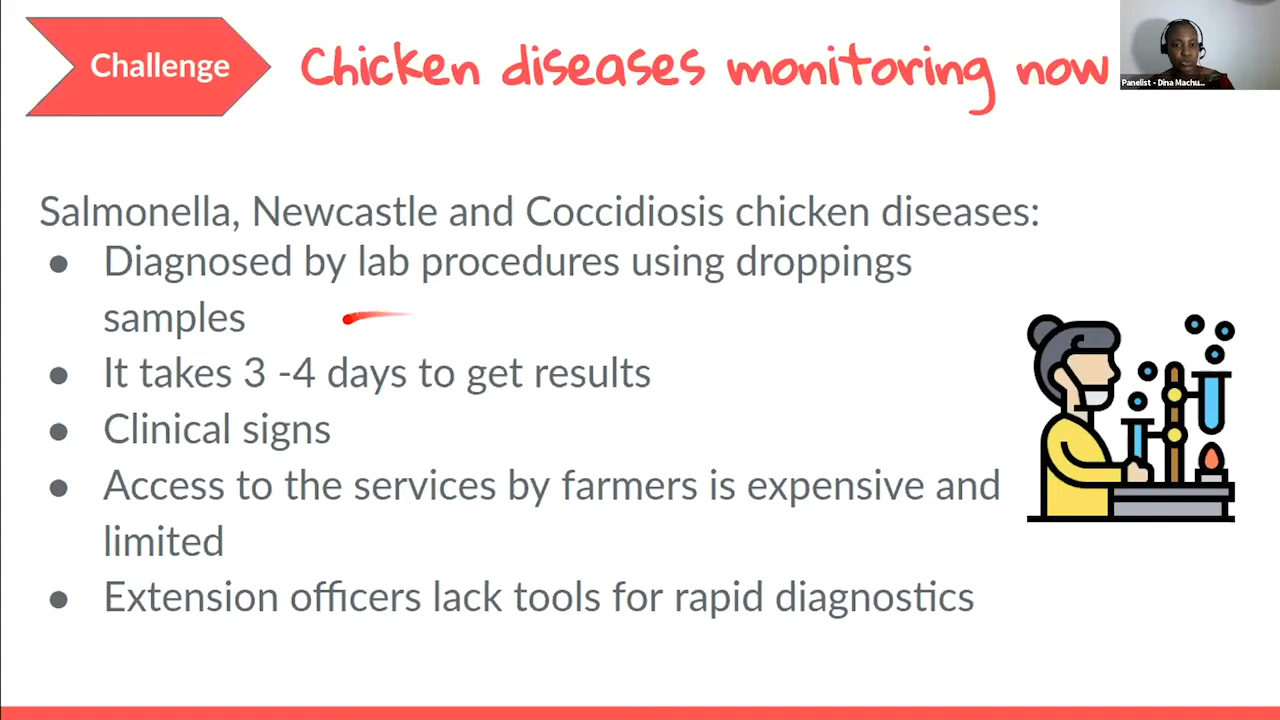 Challenge
Chicken diseases monitoring now
Panelist - Dina Machu...
Salmonella, Newcastle and Coccidiosis chicken diseases:
● Diagnosed by lab procedures using droppings
samples
● It takes 3 -4 days to get results
● Clinical signs
● Access to the services by farmers is expensive and
limited
● Extension officers lack tools for rapid diagnostics